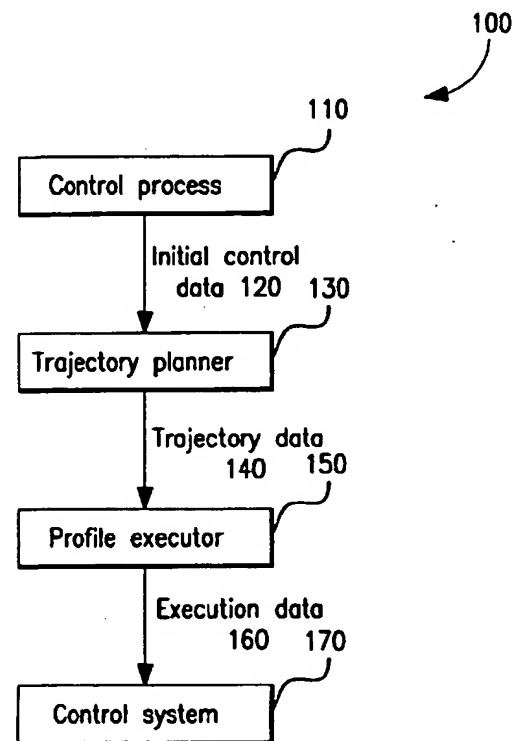 100
110
Control process
Initial control
data 120 130
Trajectory planner
Trajectory data
140 150
Profile executor
Execution data
160 170
Control system